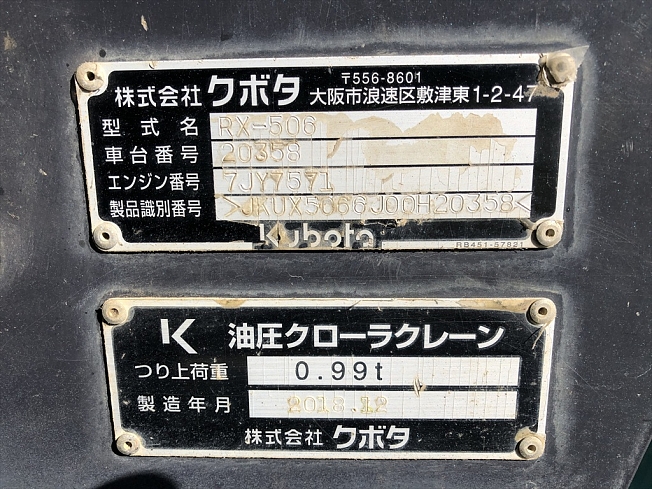 株式会社 クボタ 〒556-8601 大阪市浪速区敷津東1-2-47
型式名 RX-506
車台番号 20358
エンジン番号 7JY7571
製品識別番号 >JKUX5066J00H20358<
Kubota RB451-57821
K 油圧クローラクレーン
つり上荷重 0.99t
製造年月 2018.12
株式会社 クボタ